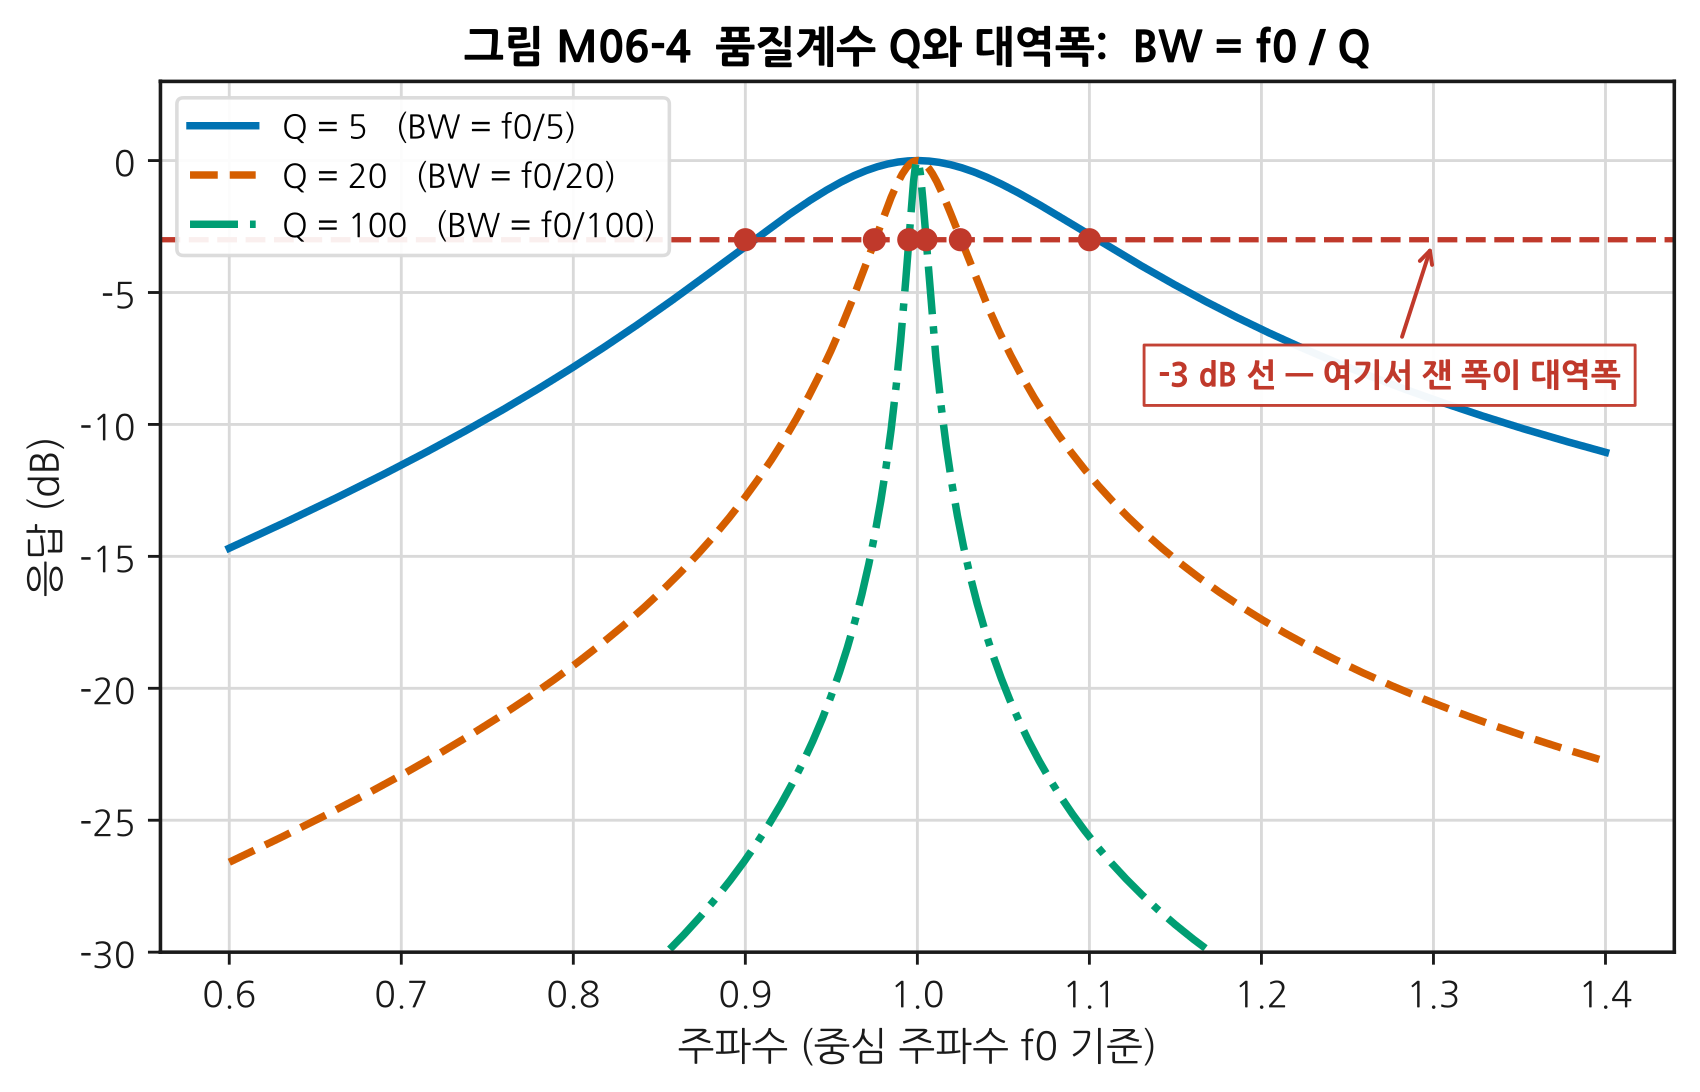 그림 M06-4 품질계수 Q와 대역폭: BW = f0 / Q
Q = 5 (BW = f0/5)
Q = 20 (BW = f0/20)
Q = 100 (BW = f0/100)
-3 dB 선 — 여기서 잰 폭이 대역폭
응답 (dB)
0
-5
-10
-15
-20
-25
-30
0.6 0.7 0.8 0.9 1.0 1.1 1.2 1.3 1.4
주파수 (중심 주파수 f0 기준)